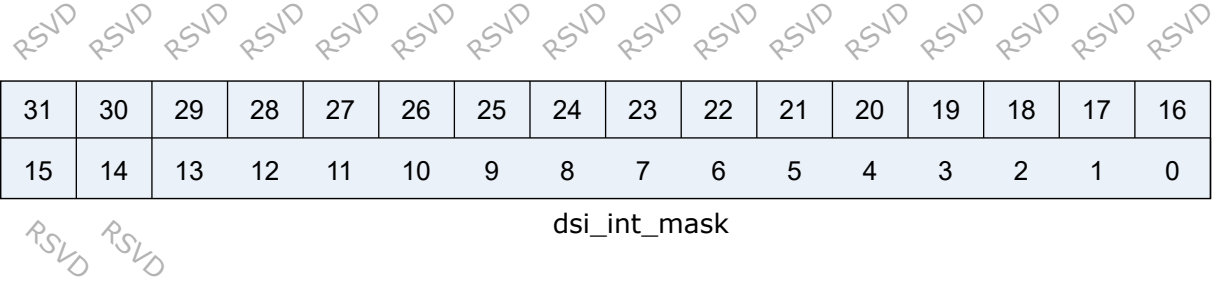 RSVD RSVD RSVD RSVD RSVD RSVD RSVD RSVD RSVD RSVD RSVD RSVD RSVD RSVD RSVD RSVD
31 30 29 28 27 26 25 24 23 22 21 20 19 18 17 16
15 14 13 12 11 10 9 8 7 6 5 4 3 2 1 0
dsi_int_mask
RSVD RSVD